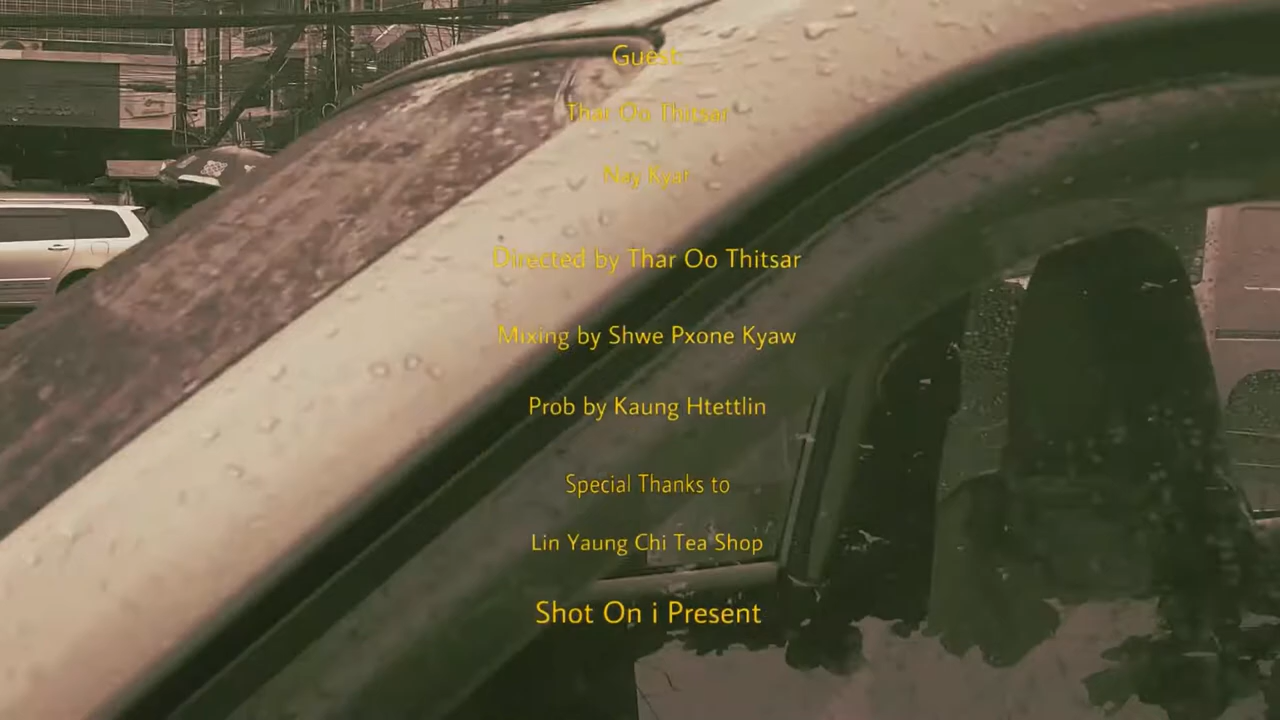 Guest:
Thar Oo Thitsar
Nay Kyar
Directed by Thar Oo Thitsar
Mixing by Shwe Pxone Kyaw
Prob by Kaung Htettlin
Special Thanks to
Lin Yaung Chi Tea Shop
Shot On i Present